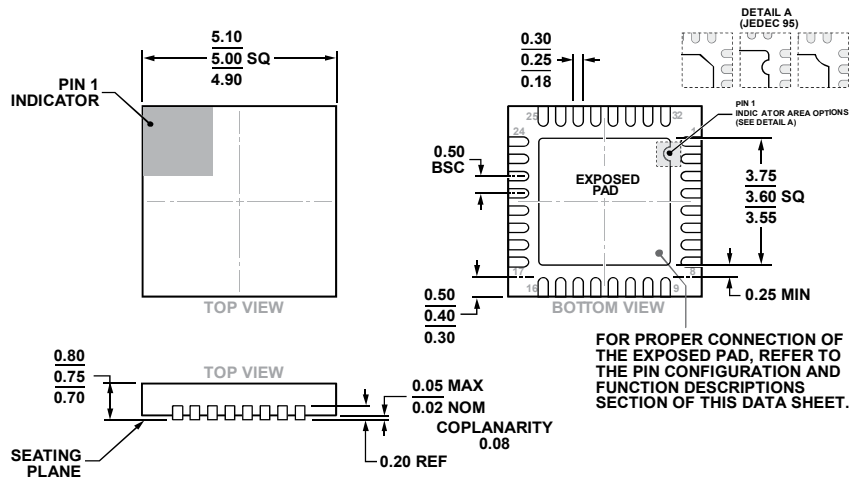 DETAIL A
(JEDEC 95)
5.10
5.00 SQ
4.90
0.30
0.25
0.18
PIN 1
INDICATOR
PIN 1
INDIC ATOR AREA OPTIONS
(SEE DETAIL A)
25
32
24
1
0.50
BSC
EXPOSED
PAD
3.75
3.60 SQ
3.55
17
8
16
9
TOP VIEW
BOTTOM VIEW
0.50
0.40
0.30
0.25 MIN
FOR PROPER CONNECTION OF
THE EXPOSED PAD, REFER TO
THE PIN CONFIGURATION AND
FUNCTION DESCRIPTIONS
SECTION OF THIS DATA SHEET.
TOP VIEW
0.80
0.75
0.70
0.05 MAX
0.02 NOM
COPLANARITY
0.08
SEATING
PLANE
0.20 REF